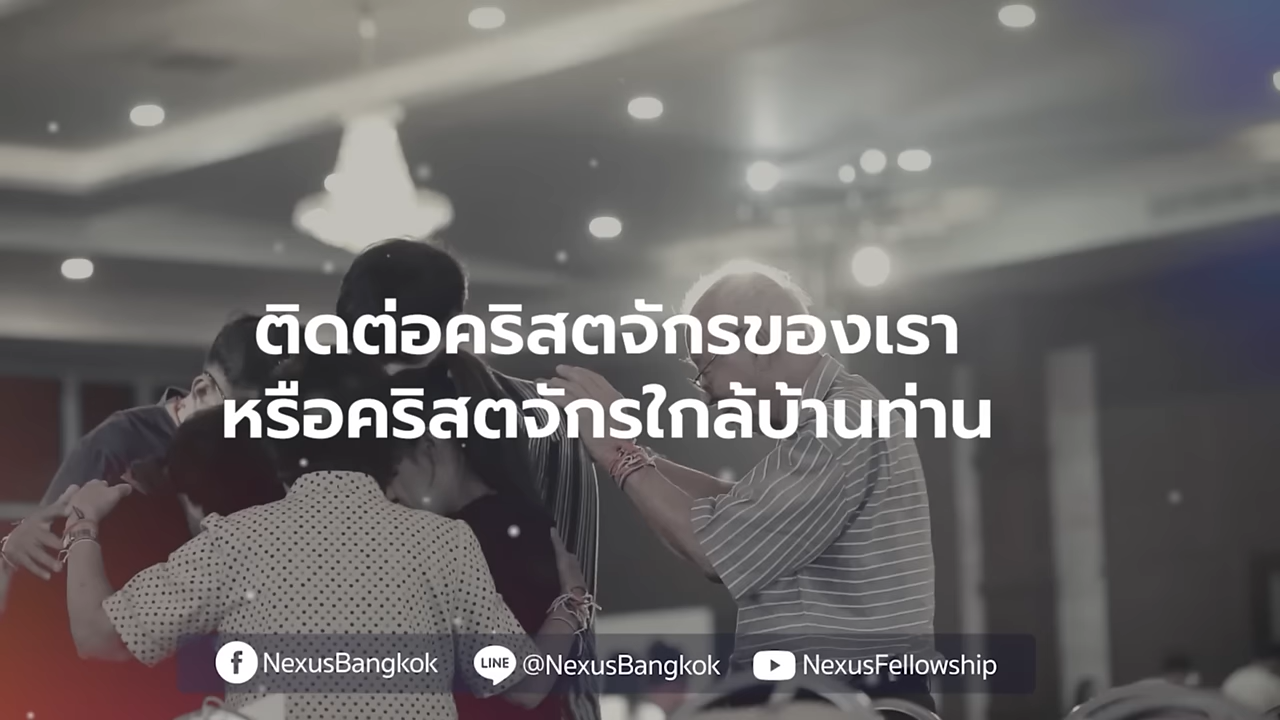 ติดต่อคริสตจักรของเรา
หรือคริสตจักรใกล้บ้านท่าน
NexusBangkok LINE @NexusBangkok NexusFellowship